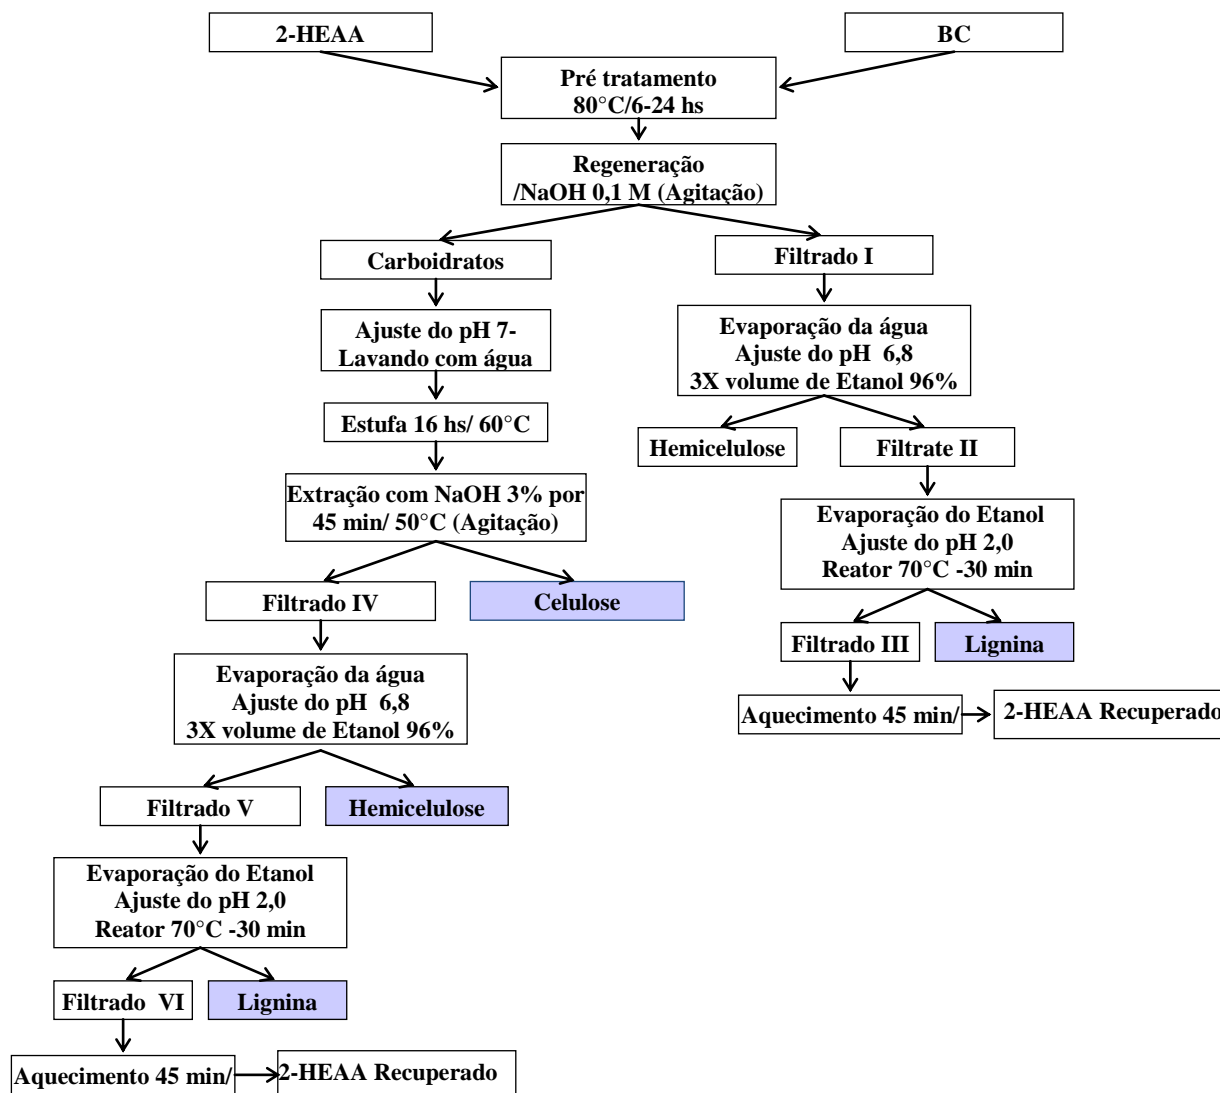 2-HEAA
BC
Pré tratamento
80°C/6-24 hs
Regeneração
/NaOH 0,1 M (Agitação)
Carboidratos
Filtrado I
Ajuste do pH 7-
Lavando com água
Evaporação da água
Ajuste do pH 6,8
3X volume de Etanol 96%
Estufa 16 hs/ 60°C
Hemicelulose
Filtrate II
Extração com NaOH 3% por
45 min/ 50°C (Agitação)
Evaporação do Etanol
Ajuste do pH 2,0
Reator 70°C -30 min
Filtrado IV
Celulose
Filtrado III
Lignina
Evaporação da água
Ajuste do pH 6,8
3X volume de Etanol 96%
Aquecimento 45 min/
2-HEAA Recuperado
Filtrado V
Hemicelulose
Evaporação do Etanol
Ajuste do pH 2,0
Reator 70°C -30 min
Filtrado VI
Lignina
Aquecimento 45 min/
2-HEAA Recuperado